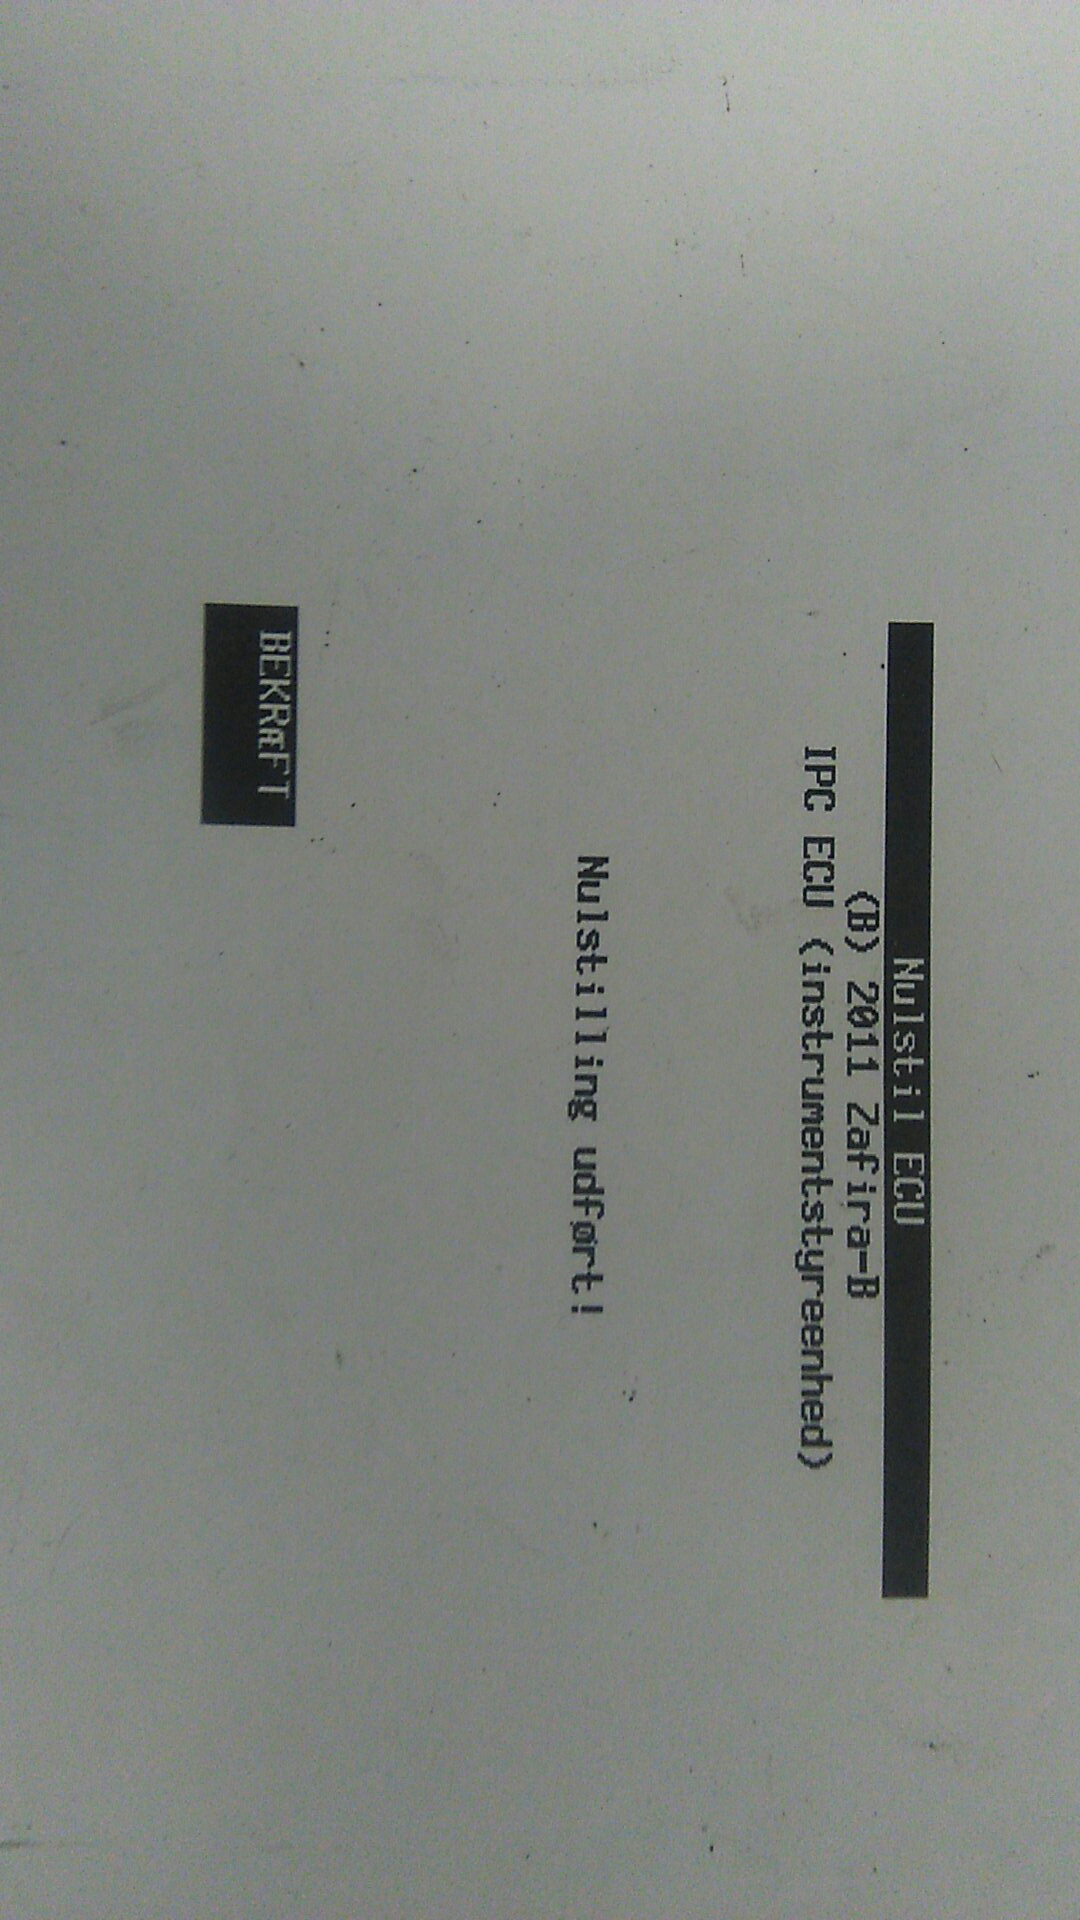 Nulstil ECU
(B) 2011 Zafira-B
IPC ECU (instrumentstyreenhed)
Nulstilling udført!
BEKRÆFT